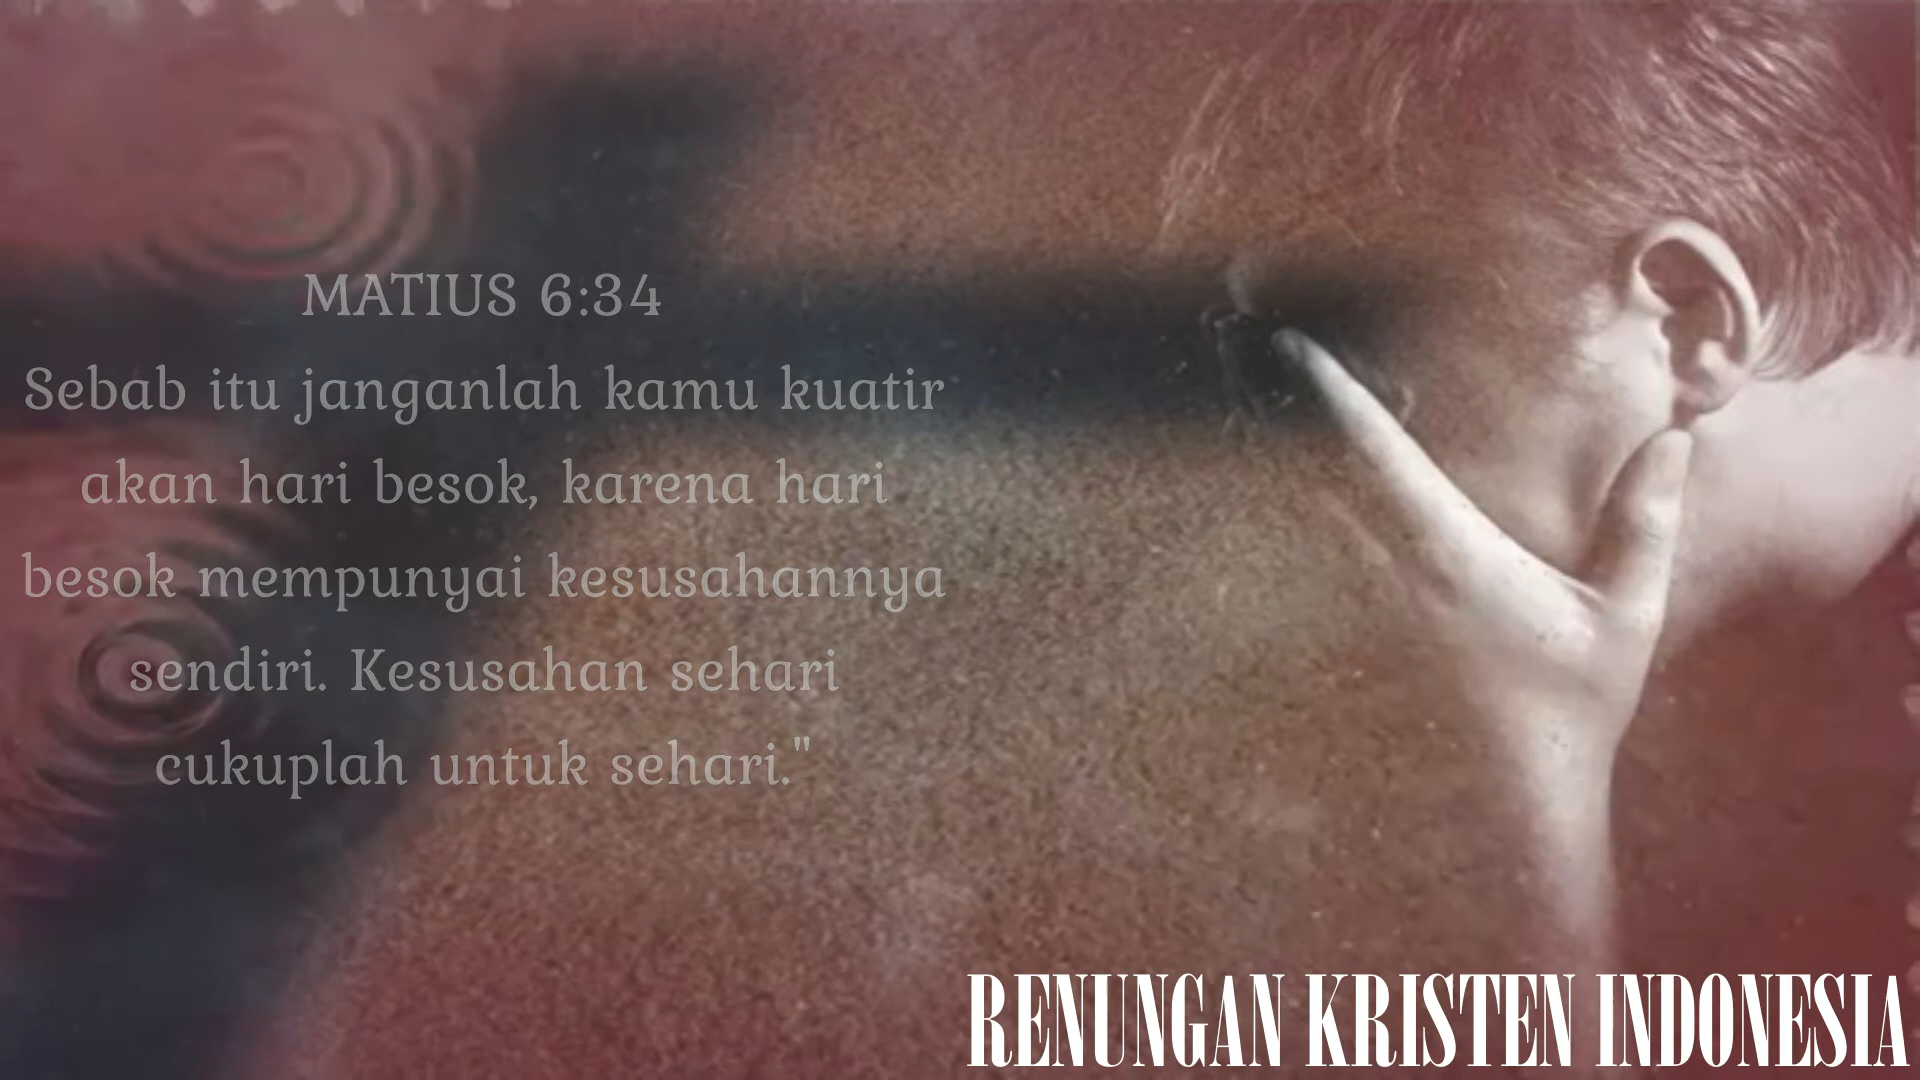 MATIUS 6:34
Sebab itu janganlah kamu kuatir
akan hari besok, karena hari
besok mempunyai kesusahannya
sendiri. Kesusahan sehari
cukuplah untuk sehari."
RENUNGAN KRISTEN INDONESIA